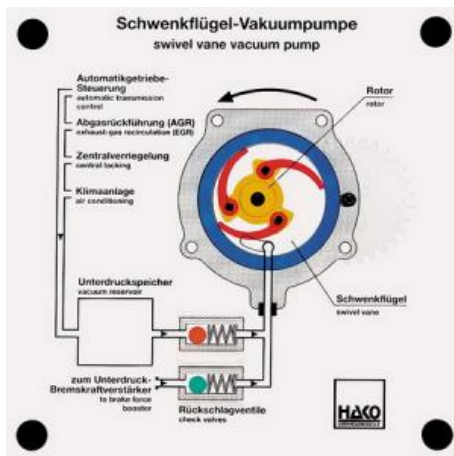 Schwenkflügel-Vakuumpumpe
swivel vane vacuum pump
Automatikgetriebe-
Steuerung
automatic transmission
control
Abgasrückführung (AGR)
exhaust-gas recirculation (EGR)
Zentralverriegelung
central locking
Klimaanlage
air conditioning
Rotor
rotor
Unterdruckspeicher
vacuum reservoir
Schwenkflügel
swivel vane
zum Unterdruck-
Bremskraftverstärker
to brake force
booster
Rückschlagventile
check valves
HACO